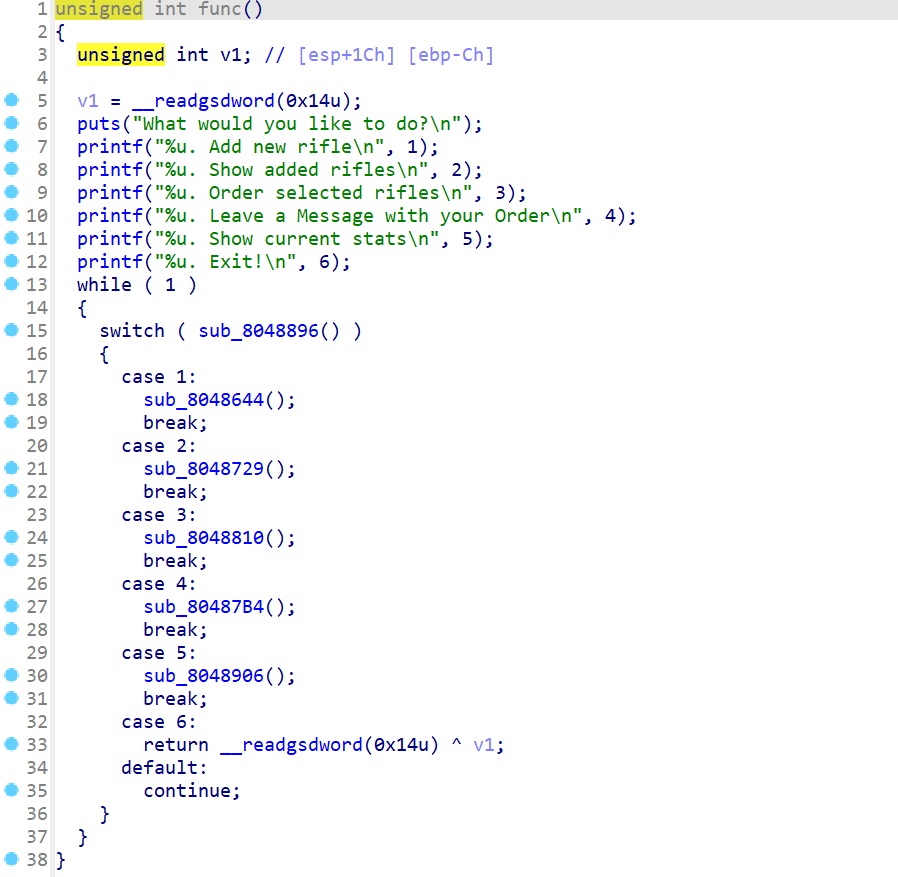 1 unsigned int func()
2 {
3   unsigned int v1; // [esp+1Ch] [ebp-Ch]
4
5   v1 = __readgsdword(0x14u);
6   puts("What would you like to do?\n");
7   printf("%u. Add new rifle\n", 1);
8   printf("%u. Show added rifles\n", 2);
9   printf("%u. Order selected rifles\n", 3);
10   printf("%u. Leave a Message with your Order\n", 4);
11   printf("%u. Show current stats\n", 5);
12   printf("%u. Exit!\n", 6);
13   while ( 1 )
14   {
15     switch ( sub_8048896() )
16     {
17       case 1:
18         sub_8048644();
19         break;
20       case 2:
21         sub_8048729();
22         break;
23       case 3:
24         sub_8048810();
25         break;
26       case 4:
27         sub_80487B4();
29         break;
29       case 5:
30         sub_8048906();
31         break;
32       case 6:
33         return __readgsdword(0x14u) ^ v1;
34       default:
35         continue;
36     }
37   }
38 }